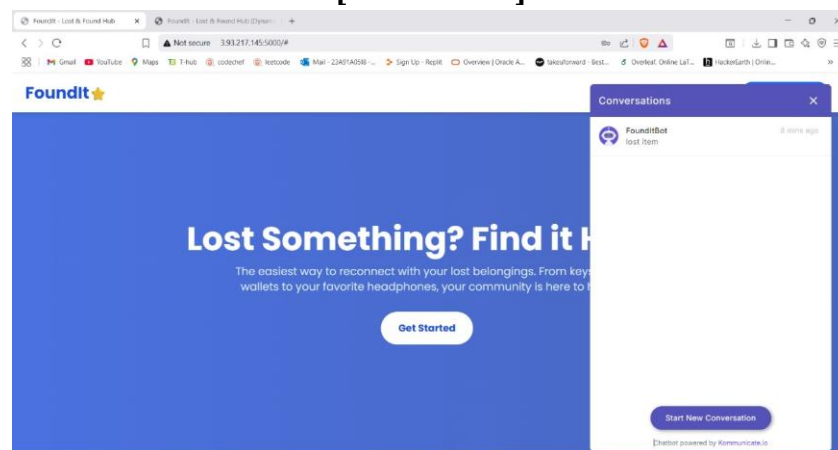 FoundIt - Lost & Found Hub
FoundIt - Lost & Found Hub (Dynam
Not secure 3.93.217.145:5000/#
Gmail YouTube Maps T-hub codechef leetcode Mail - 23A91A05I8 -... Sign Up - Replit Overview | Oracle A... takeuforward - Best... Overleaf, Online LaT... HackerEarth | Onlin...
FoundIt
Conversations
FounditBot
8 mins ago
lost item
Lost Something? Find it H
The easiest way to reconnect with your lost belongings. From keys
wallets to your favorite headphones, your community is here to h
Get Started
Start New Conversation
Chatbot powered by Kommunicate.io